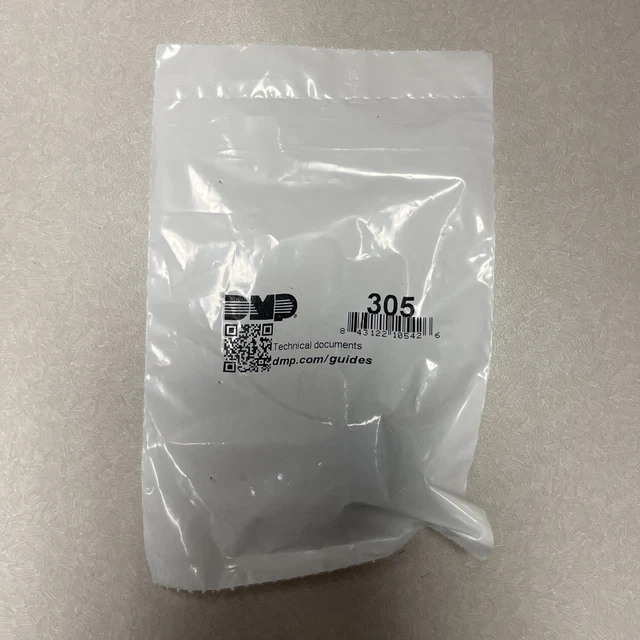 DMP
305
8 43122 10542 6
Technical documents
dmp.com/guides